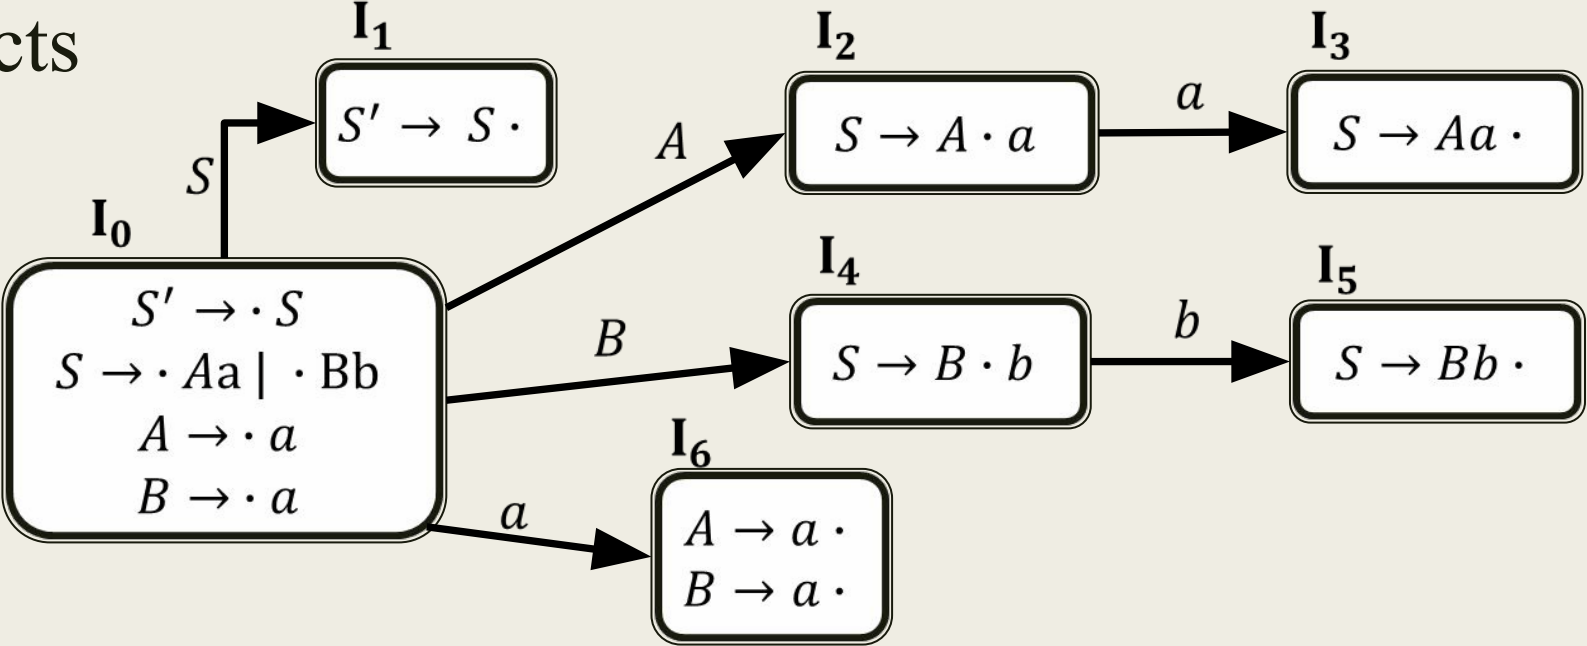 cts
I₁
S′ → S ·
S
I₀
S′ → · S
S → · Aa | · Bb
A → · a
B → · a
A
I₂
S → A · a
a
I₃
S → Aa ·
B
I₄
S → B · b
b
I₅
S → Bb ·
a
I₆
A → a ·
B → a ·